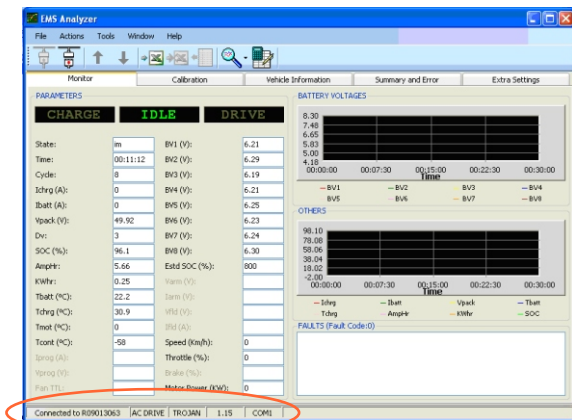 EMS Analyzer
File Actions Tools Window Help
Monitor Calibration Vehicle Information Summary and Error Extra Settings
PARAMETERS
CHARGE IDLE DRIVE
State: im BV1 (V): 6.21
Time: 00:11:12 BV2 (V): 6.29
Cycle: 8 BV3 (V): 6.19
Ichrg (A): 0 BV4 (V): 6.21
Ibatt (A): 0 BV5 (V): 6.25
Vpack (V): 49.92 BV6 (V): 6.23
Dv: 3 BV7 (V): 6.24
SOC (%): 96.1 BV8 (V): 6.30
AmpHr: 5.66 Estd SOC (%): 800
KWhr: 0.25 Varm (V):
Tbatt (ºC): 22.2 Iarm (V):
Tchrg (ºC): 30.9 Vfld (V):
Tmot (ºC): 0 Ifld (A):
Tcont (ºC): -58 Speed (Km/h): 0
Iprog (A): Throttle (%): 0
Vprog (V): Brake (%):
Fan TTL: Motor Power (KW): 0
BATTERY VOLTAGES
8.30
7.48
6.65
5.83
5.00
4.18
00:00:00 00:07:30 00:15:00 00:22:30 00:30:00
Time
BV1 BV2 BV3 BV4
BV5 BV6 BV7 BV8
OTHERS
98.10
78.08
58.06
38.04
18.02
-2.00
00:00:00 00:07:30 00:15:00 00:22:30 00:30:00
Time
Ichrg Ibatt Vpack Tbatt
Tchrg AmpHr KWhr SOC
FAULTS (Fault Code:0)
Connected to R09013063 AC DRIVE TROJAN 1.15 COM1